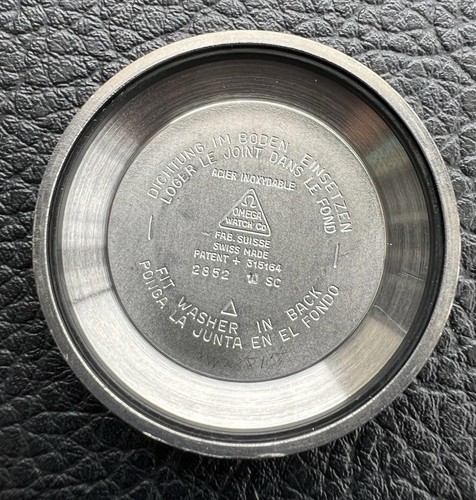 DICHTUNG IM BODEN EINSETZEN
LOGER LE JOINT DANS LE FOND
ACIER INOXYDABLE
Ω
OMEGA
WATCH CO
FAB. SUISSE
SWISS MADE
PATENT + 315164
2852 10 SC
FIT WASHER IN BACK
PONGA LA JUNTA EN EL FONDO